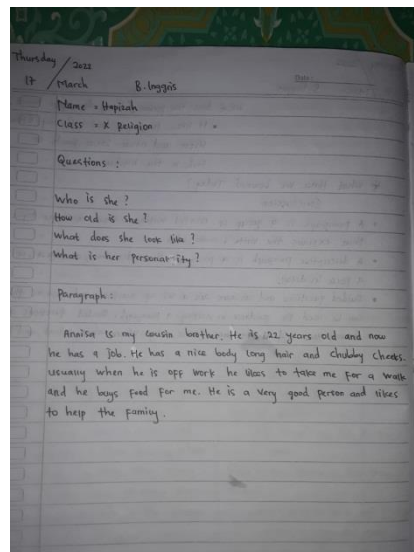 Thursday / 2022
17 / March B. Inggris
Name = Hapizah
Class = X Religion
Questions :
Who is she ?
How old is she ?
What does she look like ?
What is her personality ?
Paragraph :
Annisa is my cousin brother. He is 22 years old and now
he has a job. He has a nice body long hair and chubby cheeks.
usually when he is off work he likes to take me for a walk
and he buys food for me. He is a very good person and likes
to help the family.